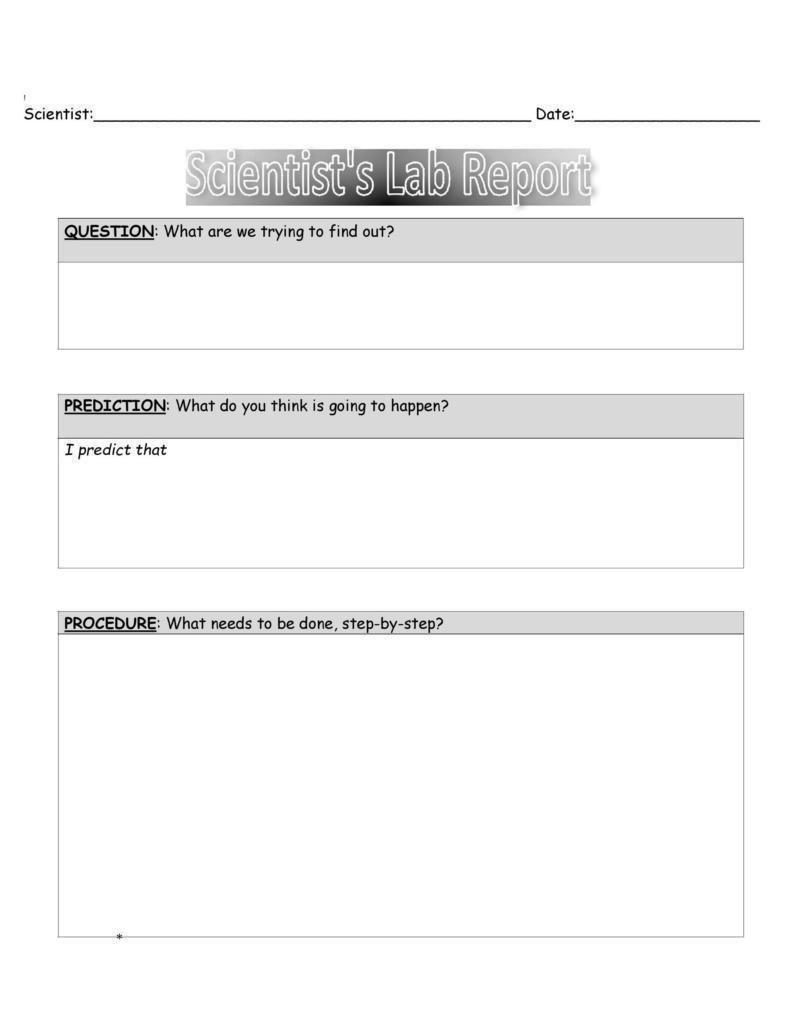 Scientist:______________________________________________ Date:___________________
Scientist's Lab Report
QUESTION: What are we trying to find out?
PREDICTION: What do you think is going to happen?
I predict that
PROCEDURE: What needs to be done, step-by-step?
*